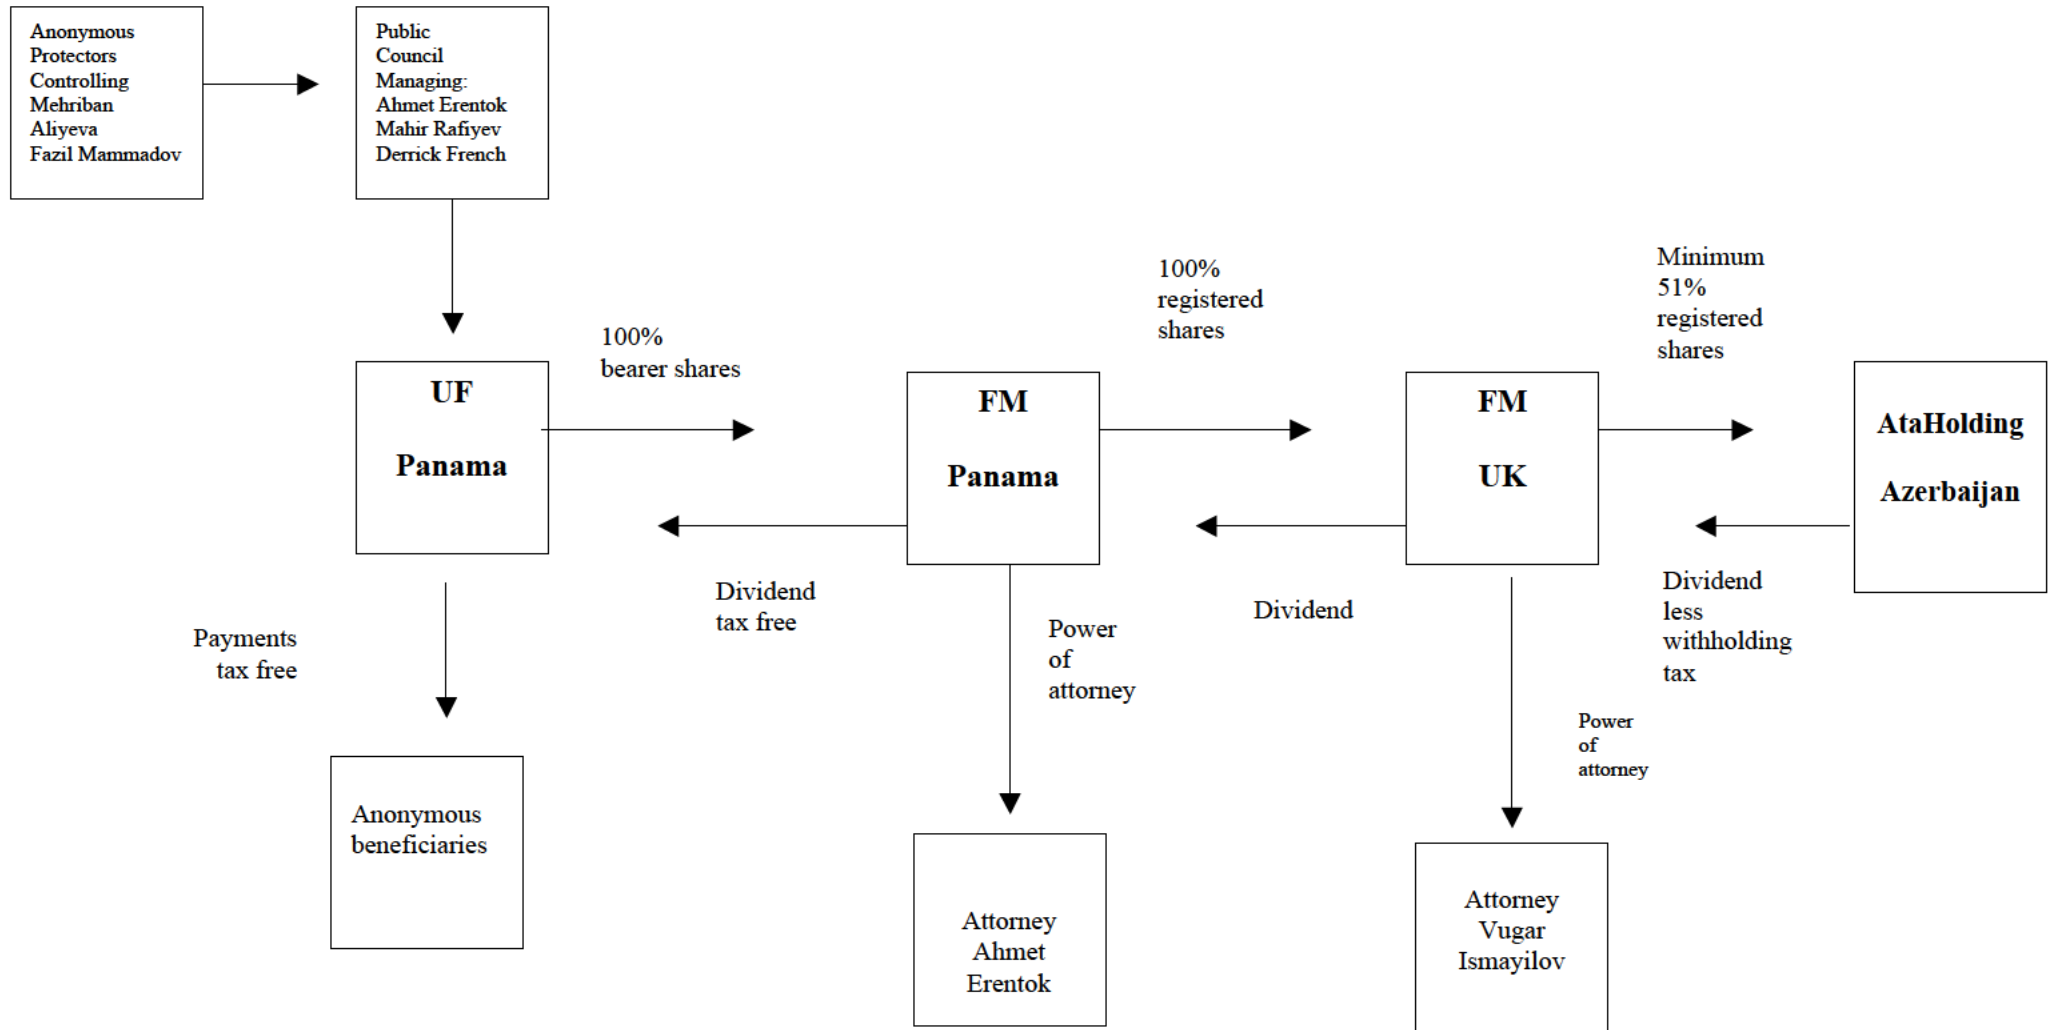 Anonymous
Protectors
Controlling
Mehriban
Aliyeva
Fazil Mammadov
Public
Council
Managing:
Ahmet Erentok
Mahir Rafiyev
Derrick French
100%
bearer shares
100%
registered
shares
Minimum
51%
registered
shares
UF
Panama
FM
Panama
FM
UK
AtaHolding
Azerbaijan
Payments
tax free
Dividend
tax free
Power
of
attorney
Dividend
Dividend
less
withholding
tax
Power
of
attorney
Anonymous
beneficiaries
Attorney
Ahmet
Erentok
Attorney
Vugar
Ismayilov